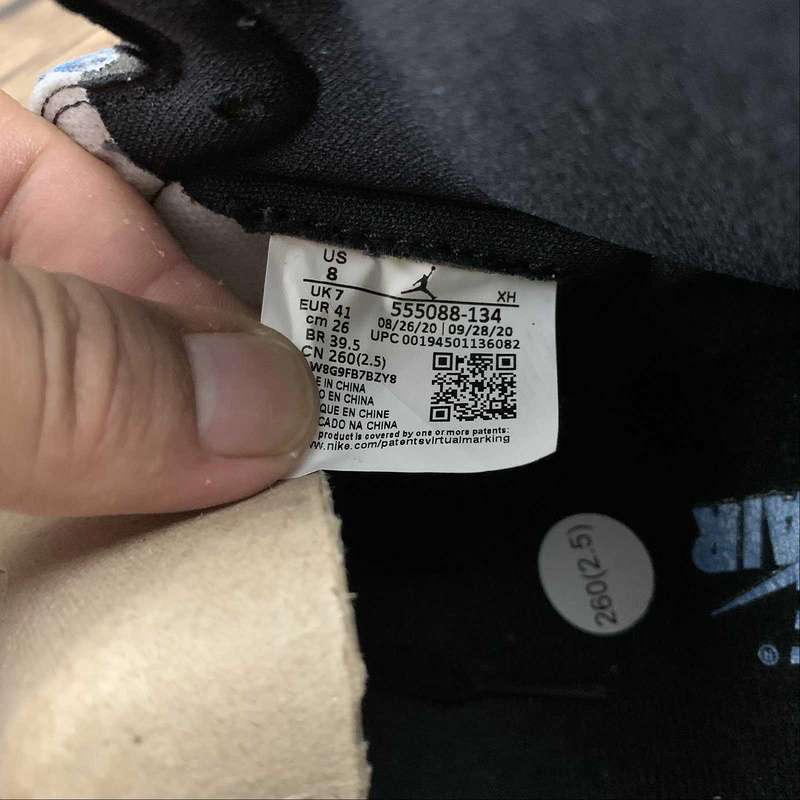 US
8
XH
UK 7
555088-134
EUR 41
08/26/20 | 09/28/20
cm 26
UPC 00194501136082
BR 39.5
CN 260(2.5)
W8G9FB7BZY8
IN CHINA
EN CHINA
EN CHINE
NA CHINA
product is covered by one or more patents:
www.nike.com/patentsvirtualmarking
260(2.5)
AIR
®